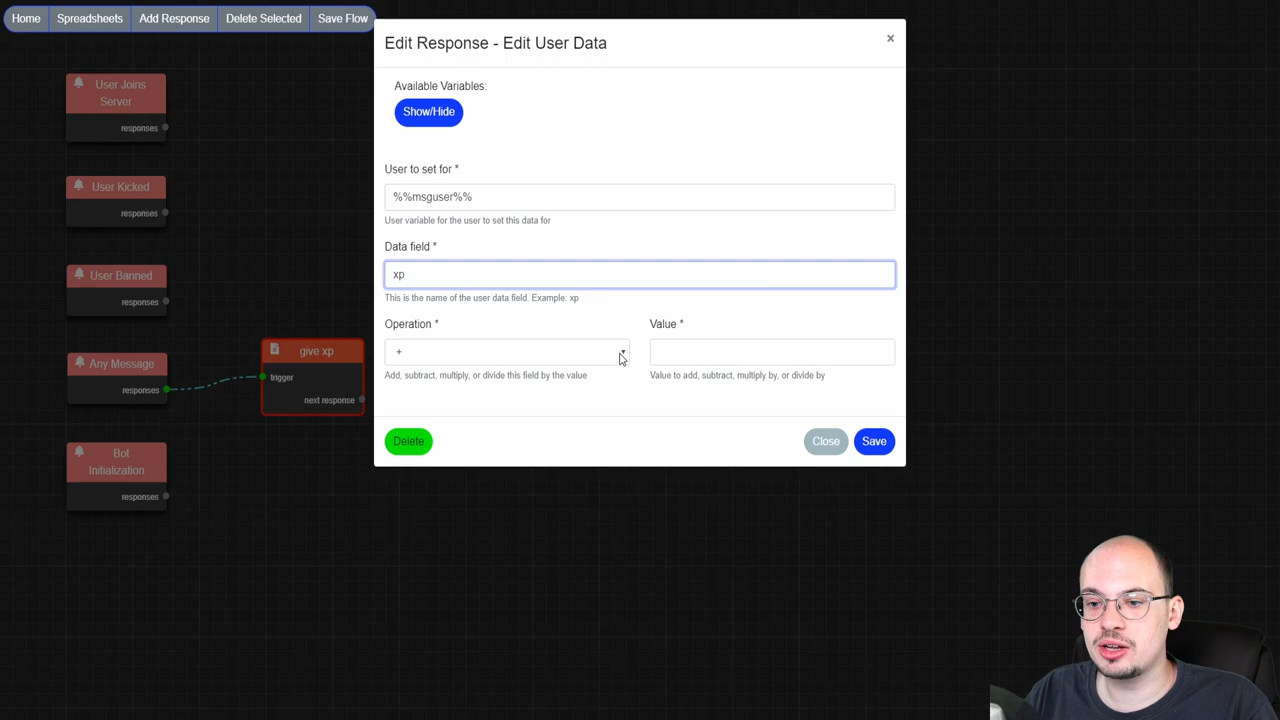 Home Spreadsheets Add Response Delete Selected Save Flow
Edit Response - Edit User Data ×
Available Variables:
Show/Hide
User to set for *
%%msguser%%
User variable for the user to set this data for
Data field *
xp
This is the name of the user data field. Example: xp
Operation * Value *
+
Add, subtract, multiply, or divide this field by the value Value to add, subtract, multiply by, or divide by
Delete Close Save
User Joins
Server
responses
User Kicked
responses
User Banned
responses
Any Message
responses
give xp
trigger
next response
Bot
Initialization
responses